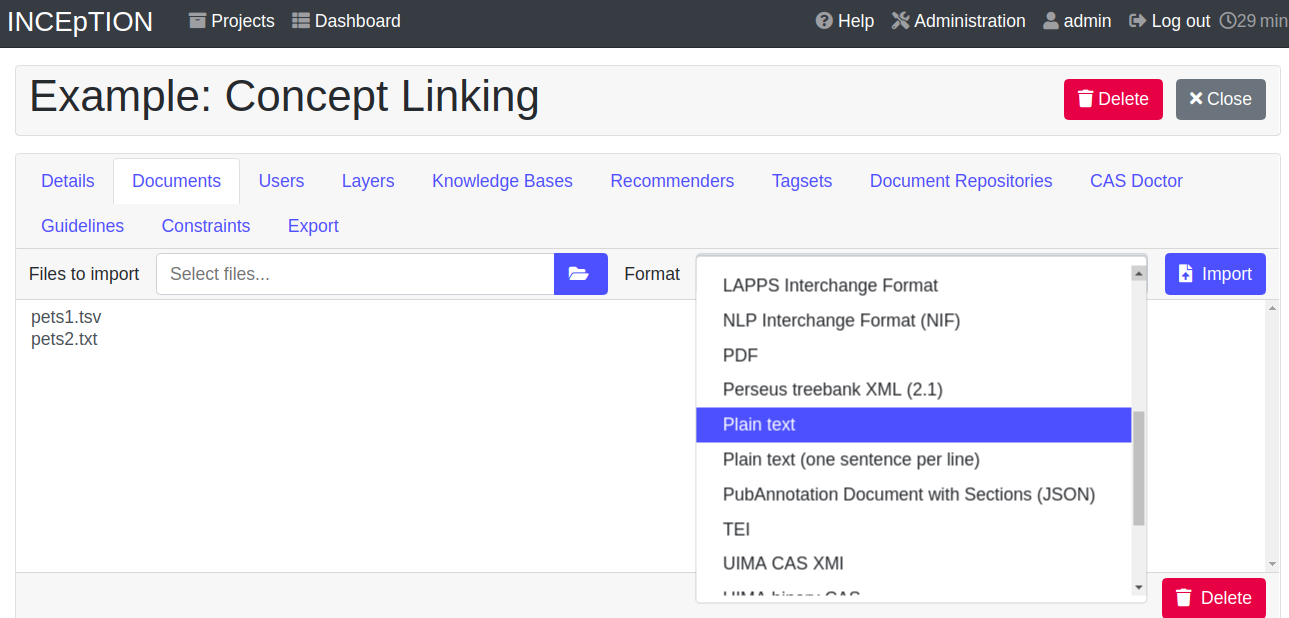 INCEpTION Projects Dashboard Help Administration admin Log out 29 min
Example: Concept Linking Delete Close
Details Documents Users Layers Knowledge Bases Recommenders Tagsets Document Repositories CAS Doctor
Guidelines Constraints Export
Files to import Select files... Format Import
pets1.tsv
pets2.txt
LAPPS Interchange Format
NLP Interchange Format (NIF)
PDF
Perseus treebank XML (2.1)
Plain text
Plain text (one sentence per line)
PubAnnotation Document with Sections (JSON)
TEI
UIMA CAS XMI
UIMA binary CAS
Delete